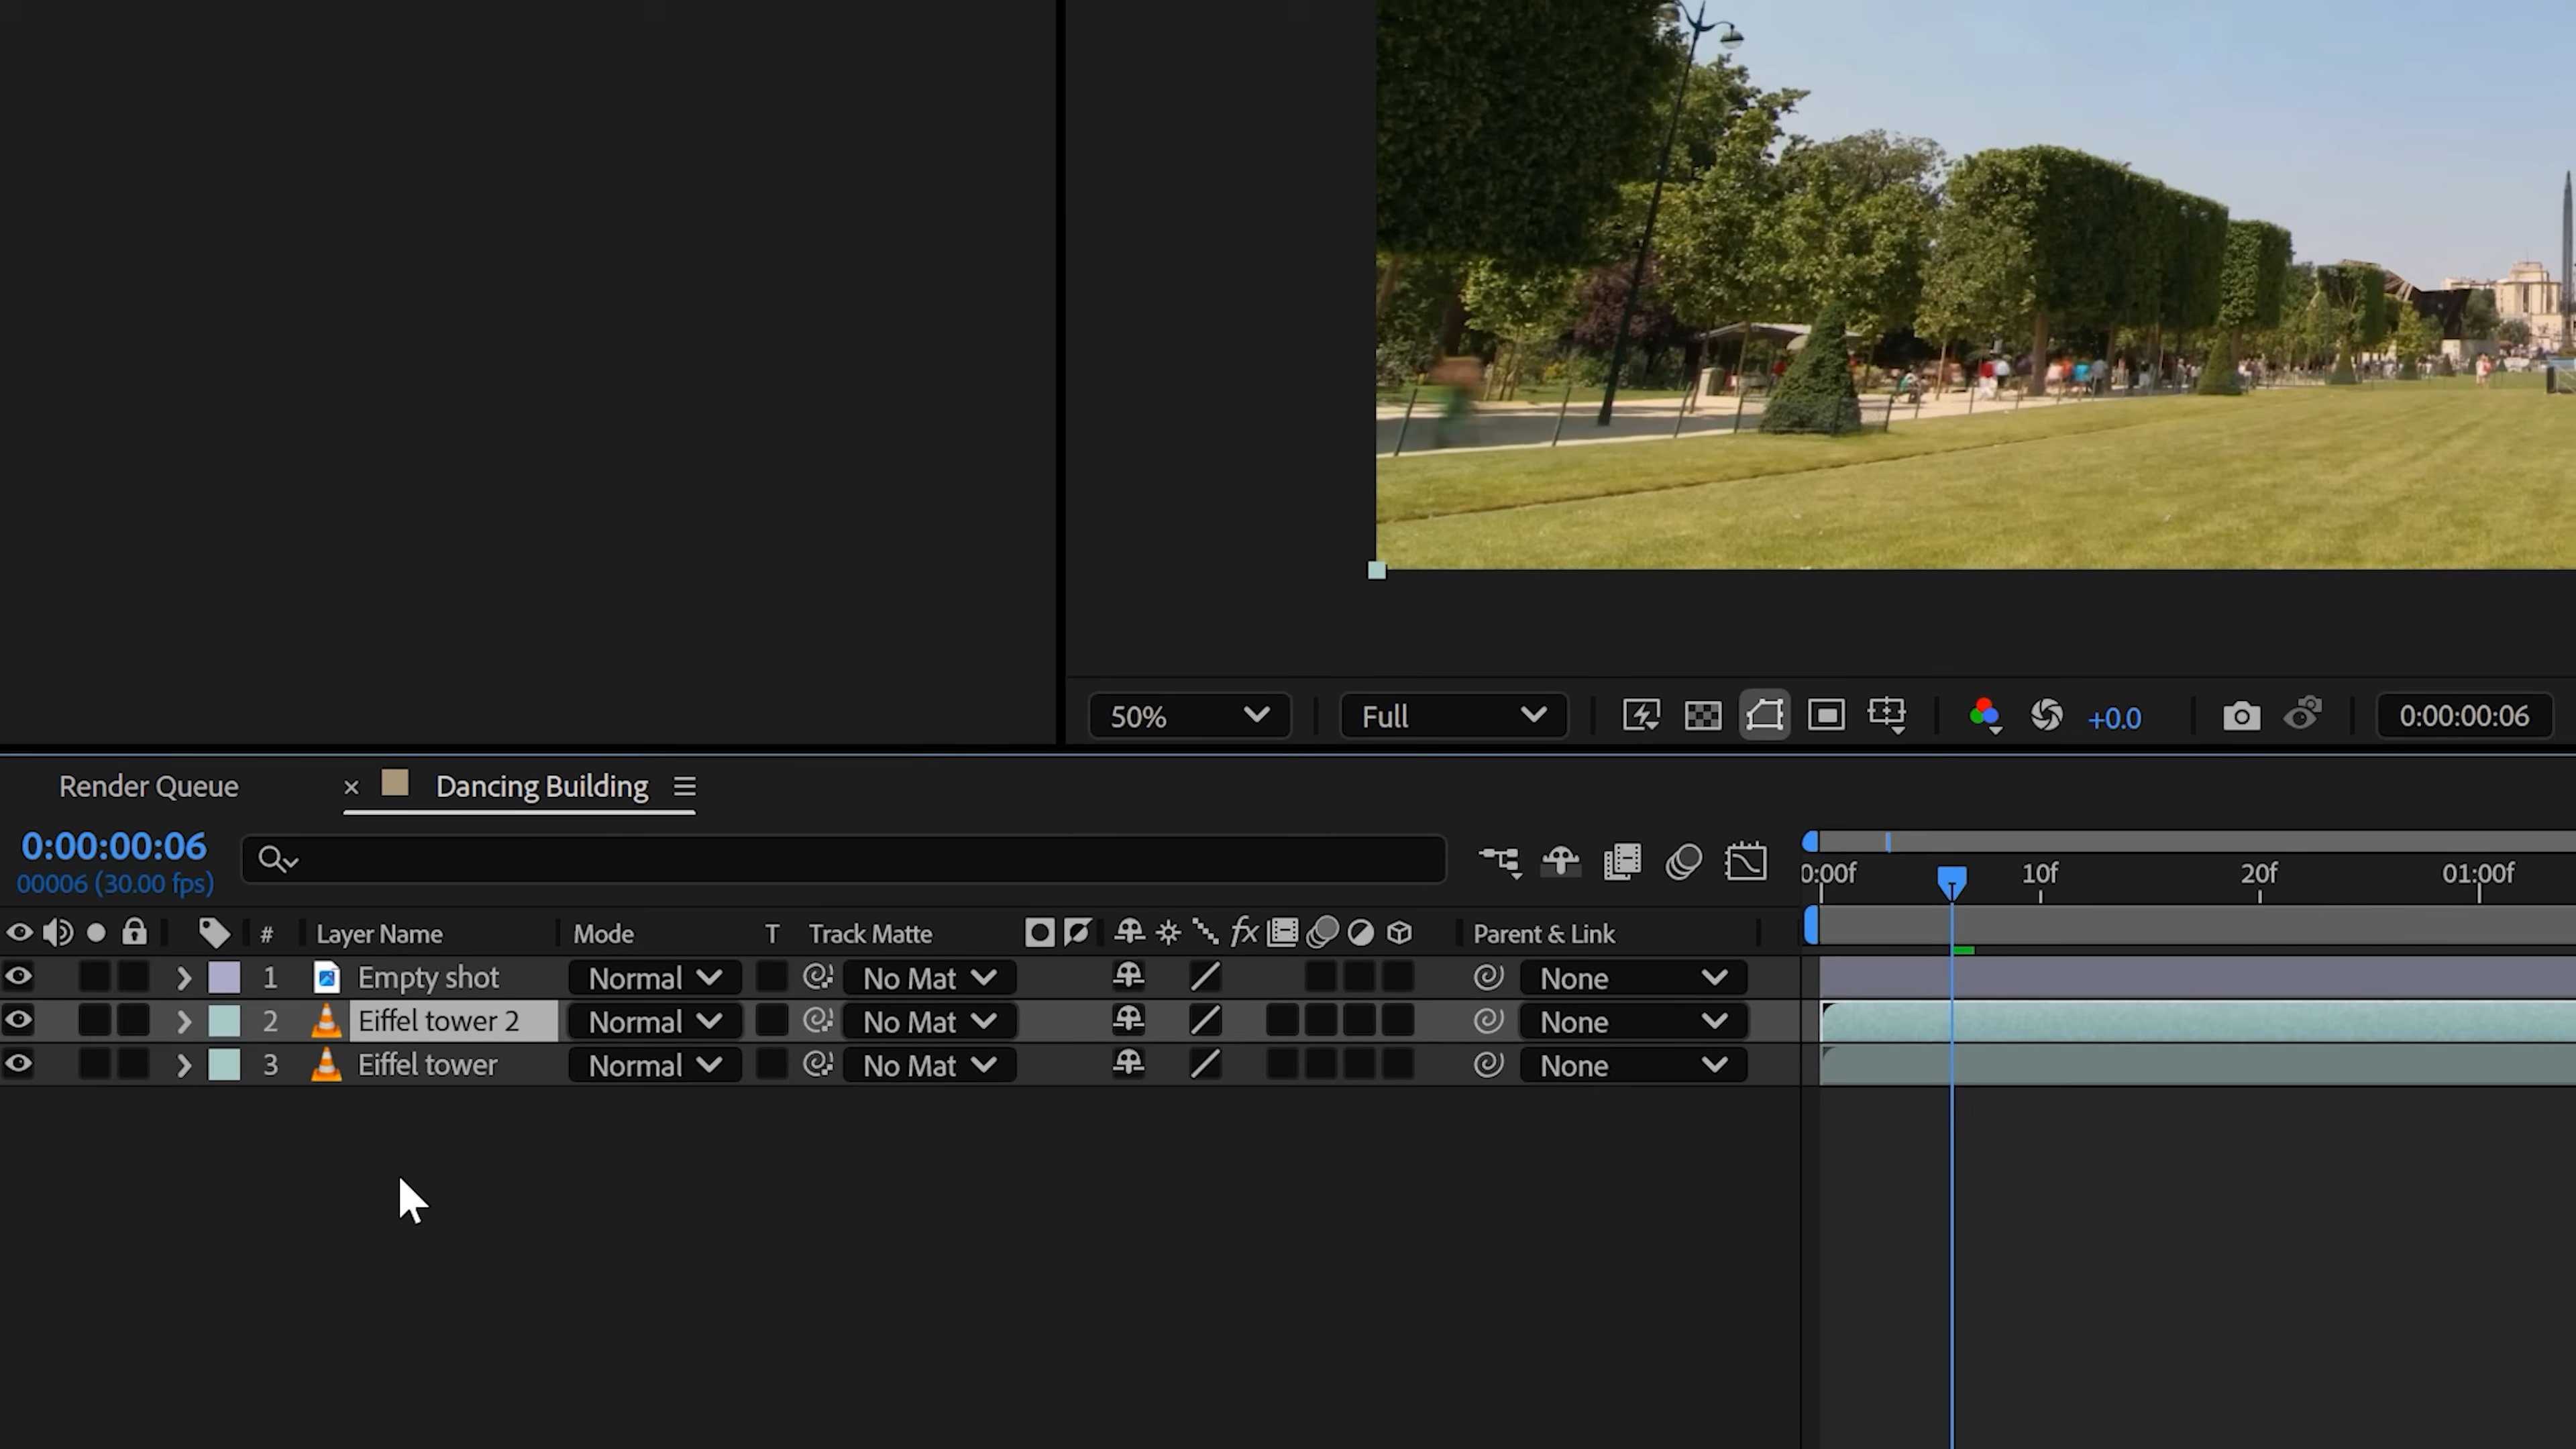 50%
Full
+0.0
0:00:00:06
Render Queue
× Dancing Building
0:00:00:06
00006 (30.00 fps)
0:00f 10f 20f 01:00f
# Layer Name Mode T Track Matte fx Parent & Link
1 Empty shot Normal No Mat None
2 Eiffel tower 2 Normal No Mat None
3 Eiffel tower Normal No Mat None